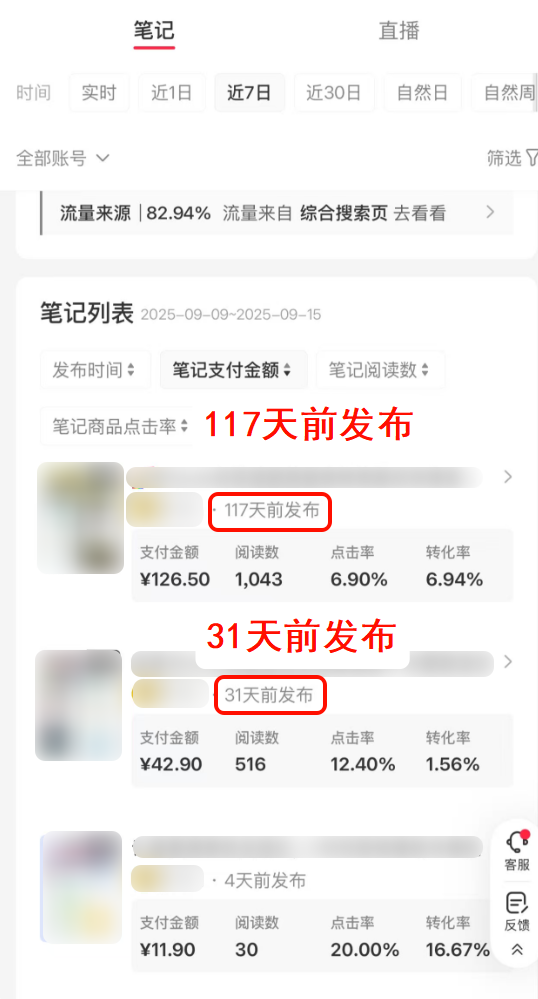 笔记 直播
时间 实时 近1日 近7日 近30日 自然日 自然周
全部账号 筛选
流量来源 | 82.94% 流量来自 综合搜索页 去看看
笔记列表 2025-09-09~2025-09-15
发布时间 笔记支付金额 笔记阅读数
笔记商品点击率 117天前发布
· 117天前发布
支付金额 阅读数 点击率 转化率
¥126.50 1,043 6.90% 6.94%
31天前发布
· 31天前发布
支付金额 阅读数 点击率 转化率
¥42.90 516 12.40% 1.56%
· 4天前发布
支付金额 阅读数 点击率 转化率
¥11.90 30 20.00% 16.67%
客服
反馈